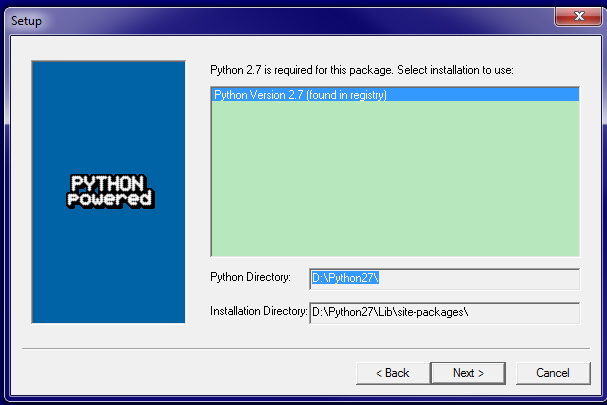 Setup
Python 2.7 is required for this package. Select installation to use:
Python Version 2.7 (found in registry)
PYTHON
powered
Python Directory: D:\Python27\
Installation Directory: D:\Python27\Lib\site-packages\
< Back Next > Cancel